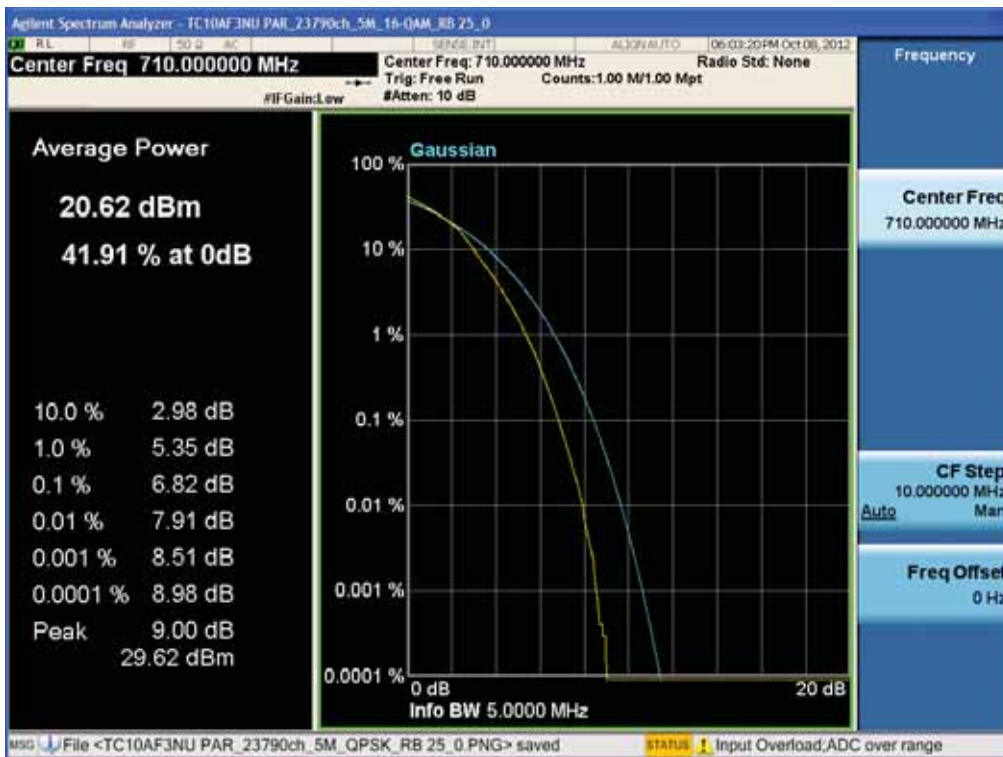 Agilent Spectrum Analyzer - TC10AF3NU PAR_23790ch_5M_16-QAM_RB 25_0
RL RF 50 Ω AC SENSE:INT ALIGN AUTO 06:03:20 PM Oct 08, 2012
Center Freq 710.000000 MHz
Center Freq: 710.000000 MHz Radio Std: None
Trig: Free Run Counts:1.00 M/1.00 Mpt
#IFGain:Low #Atten: 10 dB
Average Power
20.62 dBm
41.91 % at 0dB
10.0 % 2.98 dB
1.0 % 5.35 dB
0.1 % 6.82 dB
0.01 % 7.91 dB
0.001 % 8.51 dB
0.0001 % 8.98 dB
Peak 9.00 dB
29.62 dBm
Gaussian
100 %
10 %
1 %
0.1 %
0.01 %
0.001 %
0.0001 %
0 dB 20 dB
Info BW 5.0000 MHz
Frequency
Center Freq
710.000000 MHz
CF Step
10.000000 MHz
Auto Man
Freq Offset
0 Hz
MSG File <TC10AF3NU PAR_23790ch_5M_QPSK_RB 25_0.PNG> saved STATUS Input Overload;ADC over range